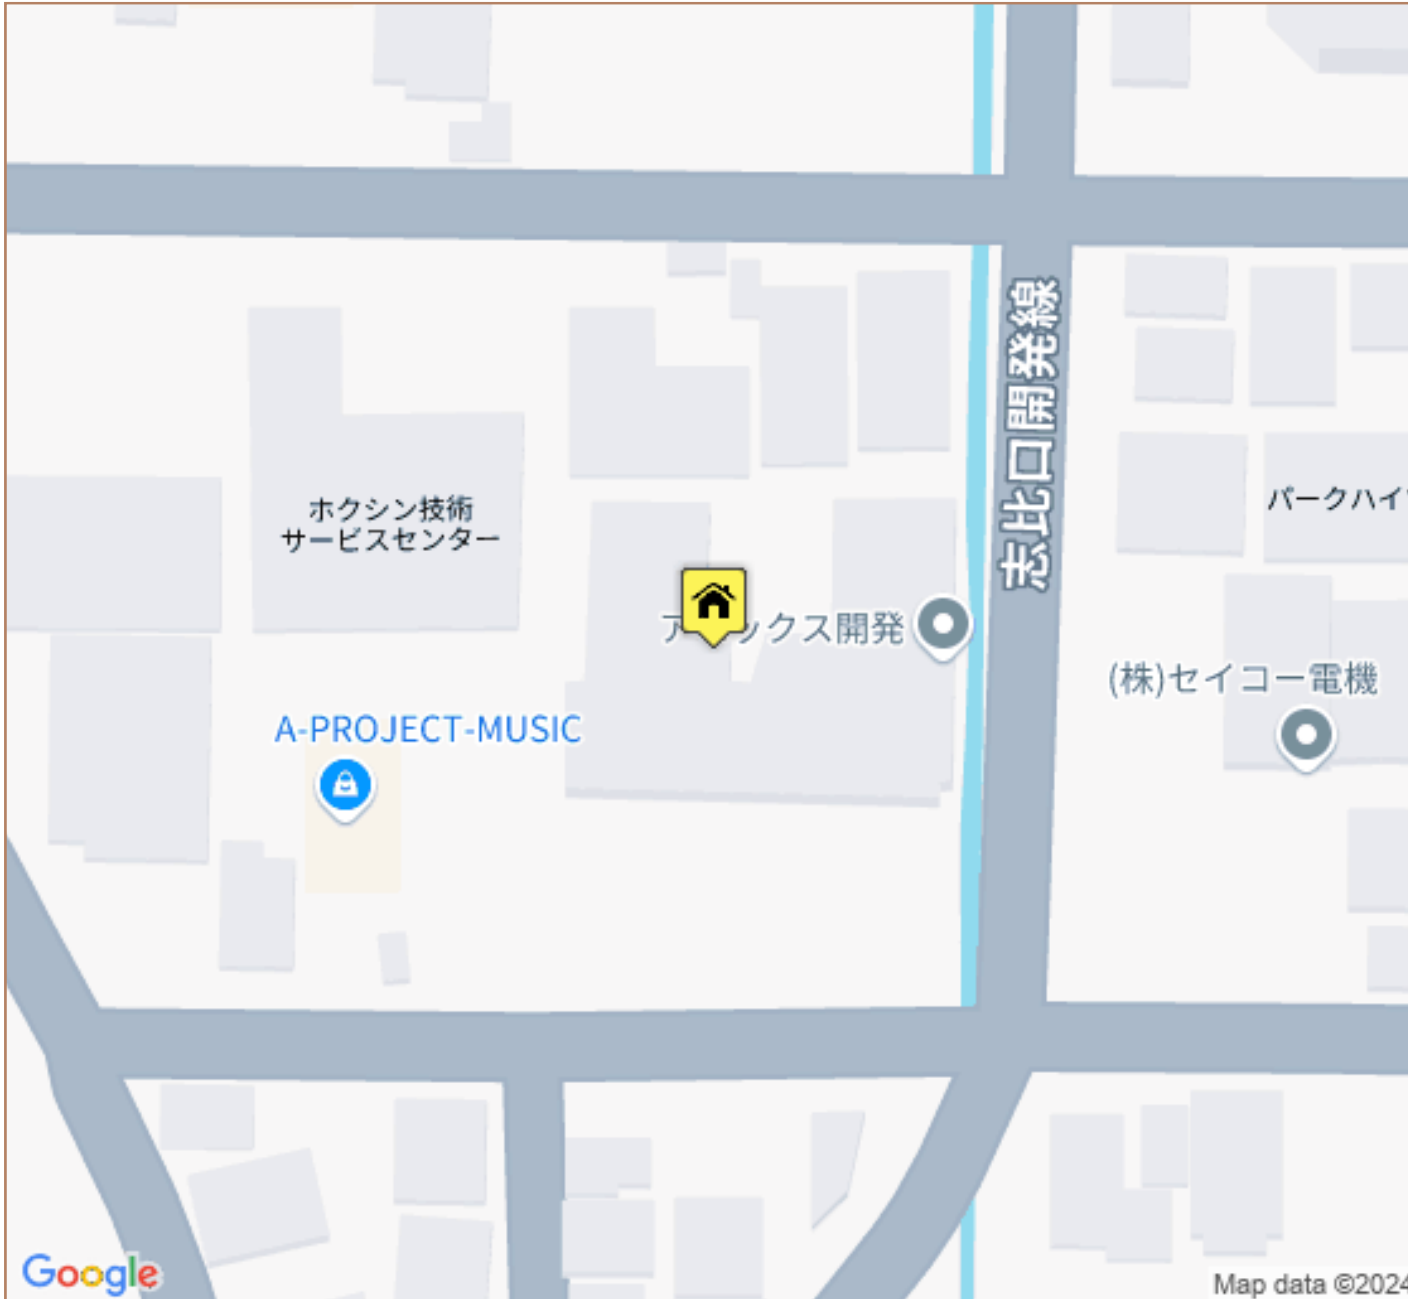 志比口開発線
ホクシン技術
サービスセンター
パークハイ
ックス開発
(株)セイコー電機
A-PROJECT-MUSIC
Google
Map data ©2024